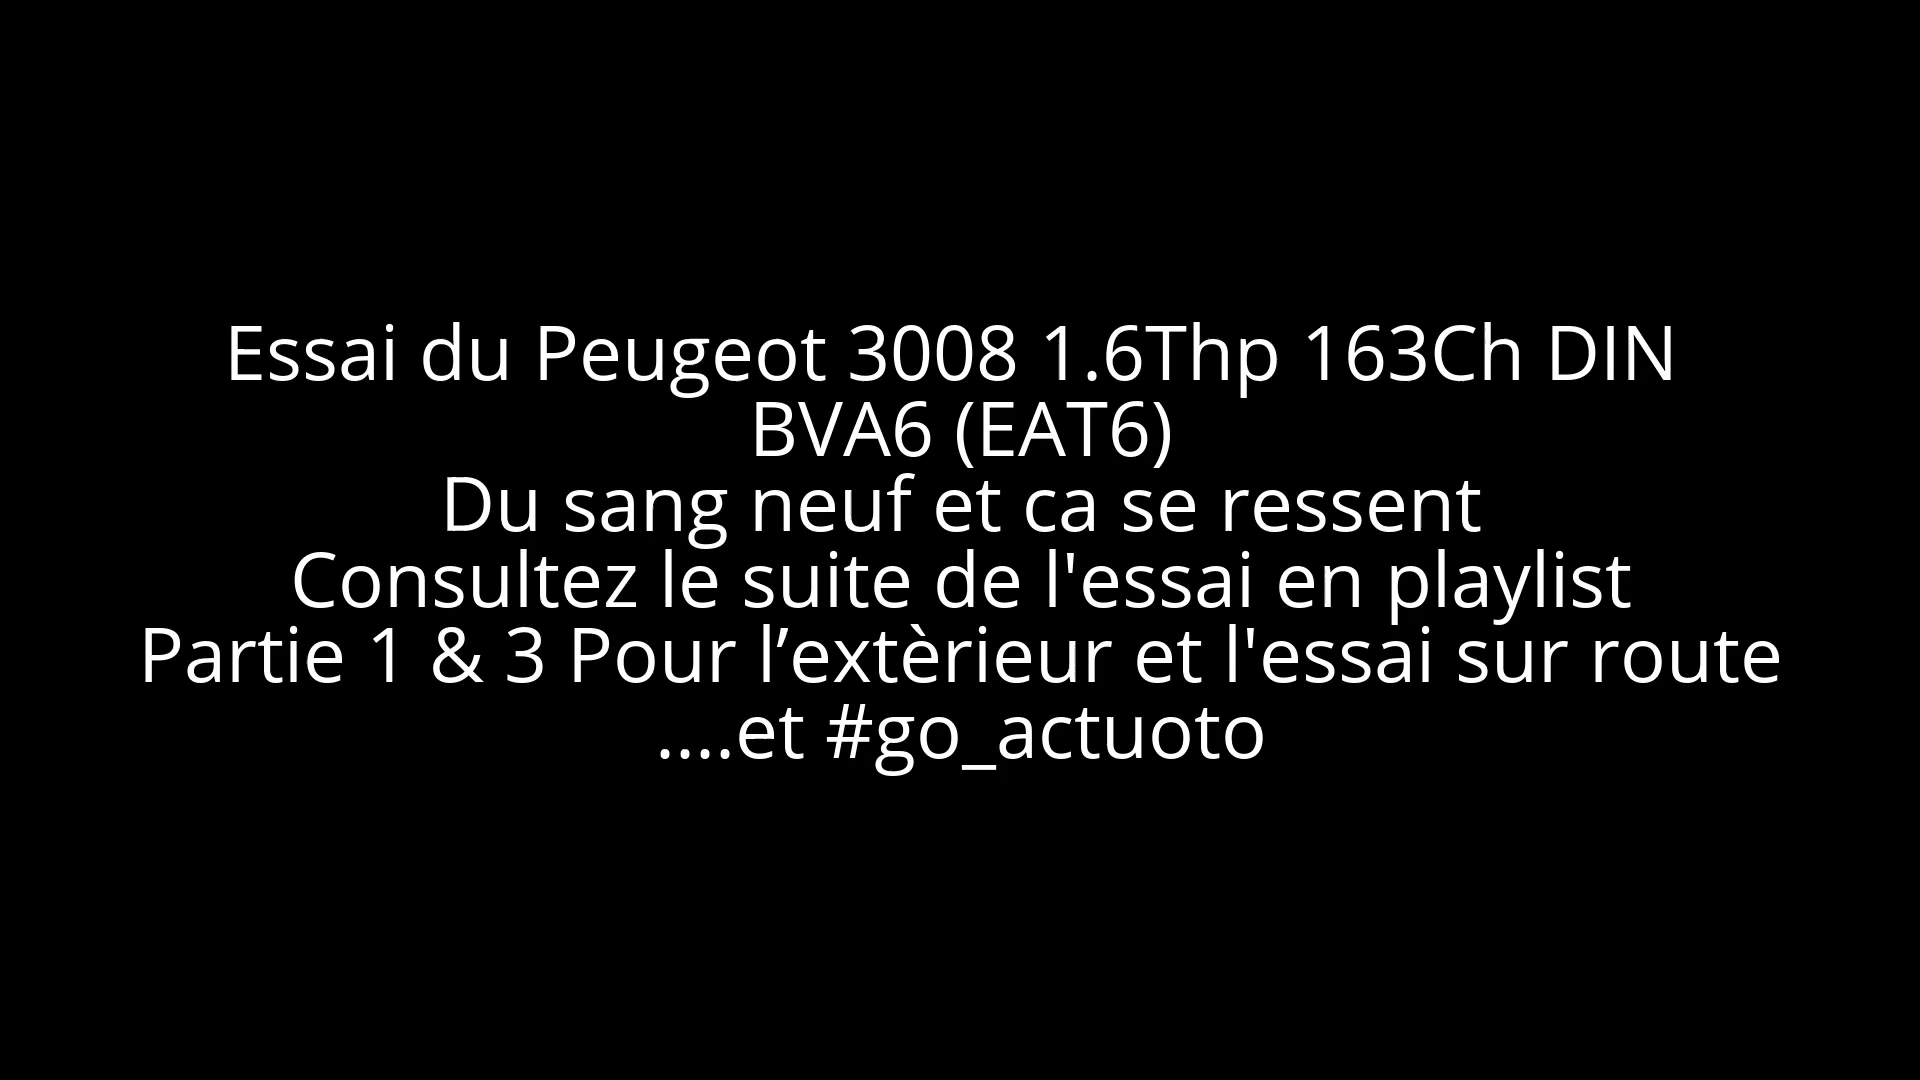 Essai du Peugeot 3008 1.6Thp 163Ch DIN
BVA6 (EAT6)
Du sang neuf et ca se ressent
Consultez le suite de l'essai en playlist
Partie 1 & 3 Pour l’extèrieur et l'essai sur route
....et #go_actuoto